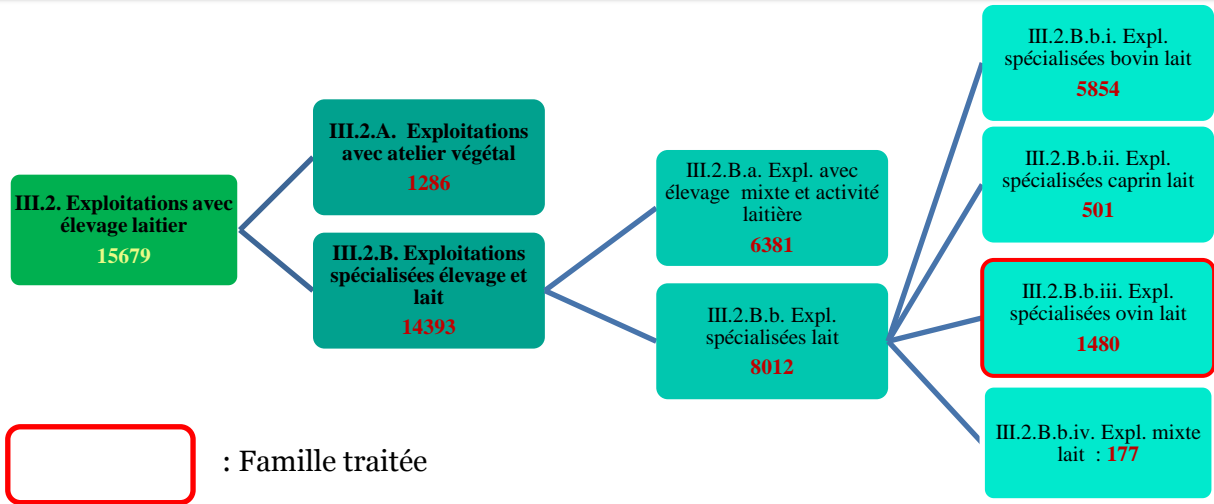 III.2. Exploitations avec
élevage laitier
15679
III.2.A. Exploitations
avec atelier végétal
1286
III.2.B. Exploitations
spécialisées élevage et
lait
14393
III.2.B.a. Expl. avec
élevage mixte et activité
laitière
6381
III.2.B.b. Expl.
spécialisées lait
8012
III.2.B.b.i. Expl.
spécialisées bovin lait
5854
III.2.B.b.ii. Expl.
spécialisées caprin lait
501
III.2.B.b.iii. Expl.
spécialisées ovin lait
1480
III.2.B.b.iv. Expl. mixte
lait : 177
: Famille traitée